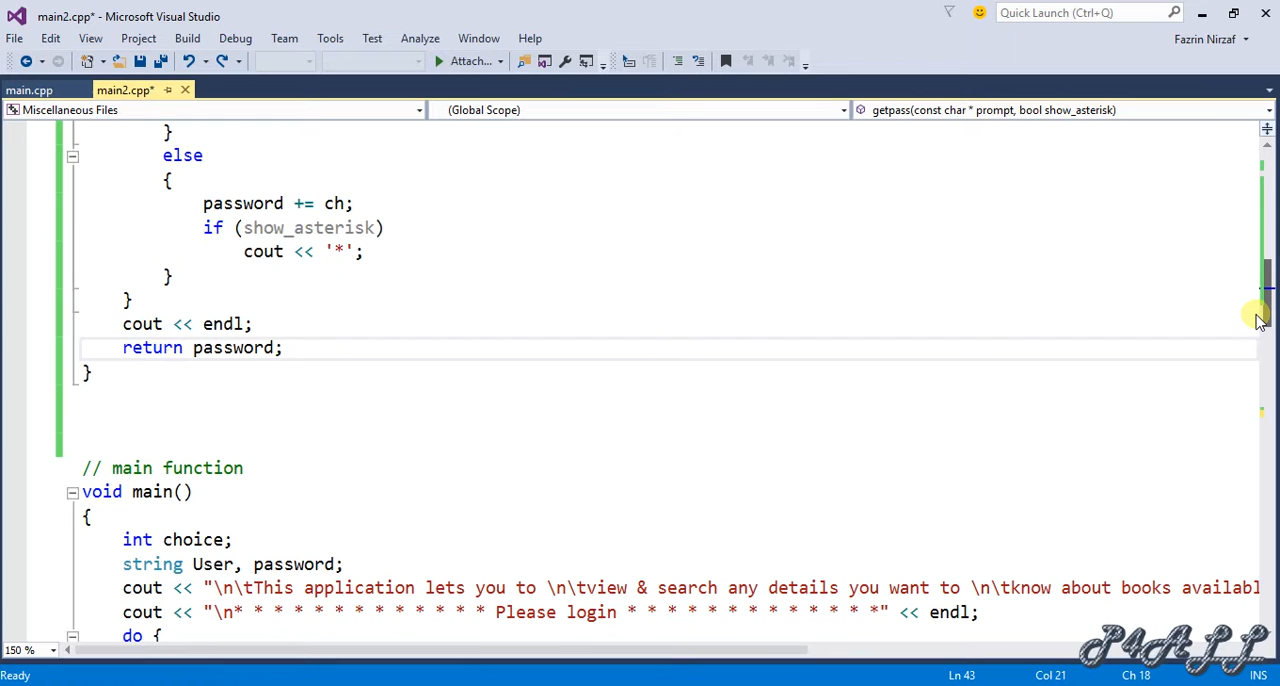 main2.cpp* - Microsoft Visual Studio
Quick Launch (Ctrl+Q)
File Edit View Project Build Debug Team Tools Test Analyze Window Help
Fazrin Nirzaf
Attach...
main.cpp main2.cpp*
Miscellaneous Files (Global Scope) getpass(const char * prompt, bool show_asterisk)
}
else
{
password += ch;
if (show_asterisk)
cout << '*';
}
}
cout << endl;
return password;
}
// main function
void main()
{
int choice;
string User, password;
cout << "\n\tThis application lets you to \n\tview & search any details you want to \n\tknow about books availabl
cout << "\n* * * * * * * * * * * * * Please login * * * * * * * * * * * * *" << endl;
do {
150 %
P4ALL
Ready Ln 43 Col 21 Ch 18 INS